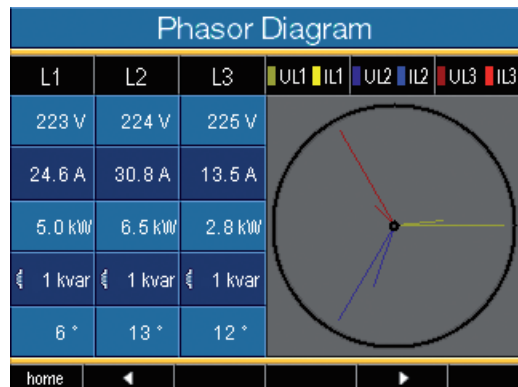 Phasor Diagram
L1 L2 L3 UL1 IL1 UL2 IL2 UL3 IL3
223 V 224 V 225 V
24.6 A 30.8 A 13.5 A
5.0 kW 6.5 kW 2.8 kW
1 kvar 1 kvar 1 kvar
6 ° 13 ° 12 °
home